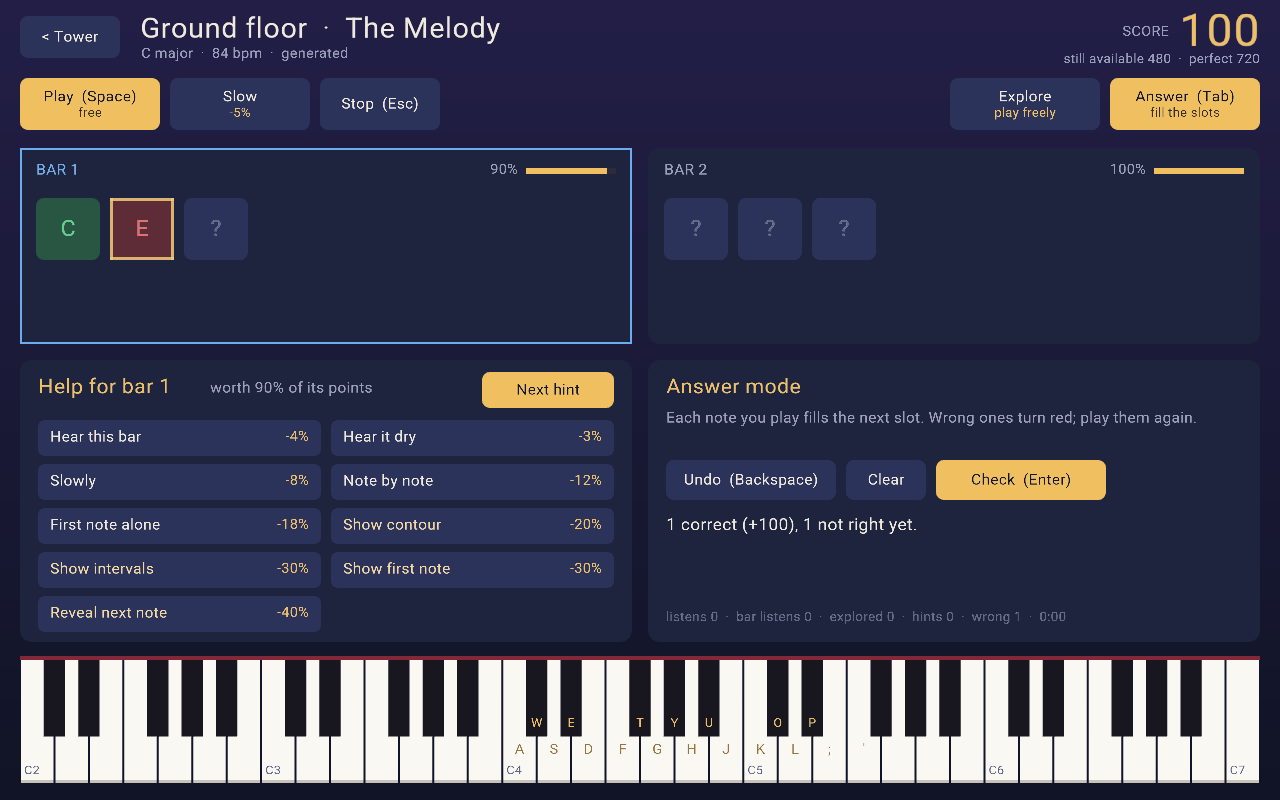 < Tower
Ground floor · The Melody
C major · 84 bpm · generated
SCORE 100
still available 480 · perfect 720
Play (Space)
free
Slow
-5%
Stop (Esc)
Explore
play freely
Answer (Tab)
fill the slots
BAR 1
90%
C E ?
BAR 2
100%
? ? ?
Help for bar 1
worth 90% of its points
Next hint
Hear this bar -4%
Hear it dry -3%
Slowly -8%
Note by note -12%
First note alone -18%
Show contour -20%
Show intervals -30%
Show first note -30%
Reveal next note -40%
Answer mode
Each note you play fills the next slot. Wrong ones turn red; play them again.
Undo (Backspace)
Clear
Check (Enter)
1 correct (+100), 1 not right yet.
listens 0 · bar listens 0 · explored 0 · hints 0 · wrong 1 · 0:00
W E T Y U O P
A S D F G H J K L ; '
C2 C3 C4 C5 C6 C7